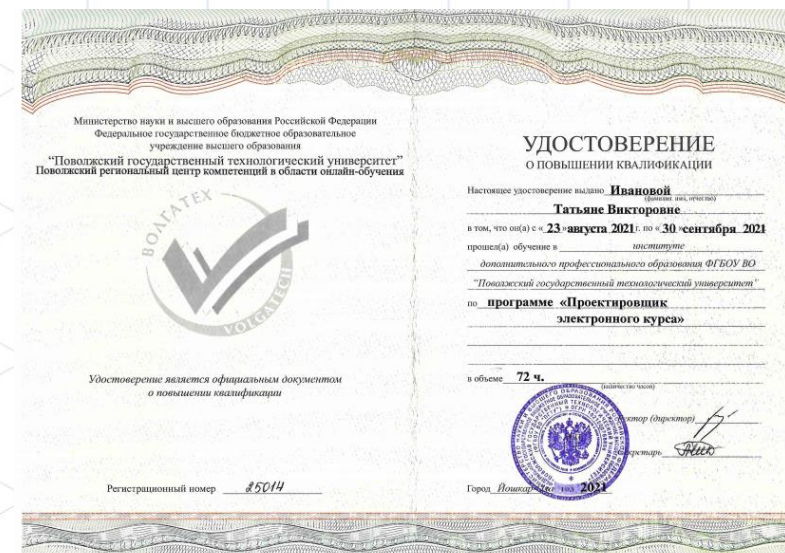 Министерство науки и высшего образования Российской Федерации
Федеральное государственное бюджетное образовательное
учреждение высшего образования
“Поволжский государственный технологический университет”
Поволжский региональный центр компетенций в области онлайн-обучения
ВОЛГАТЕХ
VOLGATECH
Удостоверение является официальным документом
о повышении квалификации
Регистрационный номер 25014
УДОСТОВЕРЕНИЕ
О ПОВЫШЕНИИ КВАЛИФИКАЦИИ
Настоящее удостоверение выдано Ивановой
(фамилия, имя, отчество)
Татьяне Викторовне
в том, что он(а) с « 23 » августа 2021 г. по « 30 » сентября 2021
прошел(а) обучение в институте
дополнительного профессионального образования ФГБОУ ВО
"Поволжский государственный технологический университет"
по программе «Проектировщик
электронного курса»
в объеме 72 ч.
(количество часов)
Ректор (директор)
Секретарь
Город Йошкар-Ола год 2021